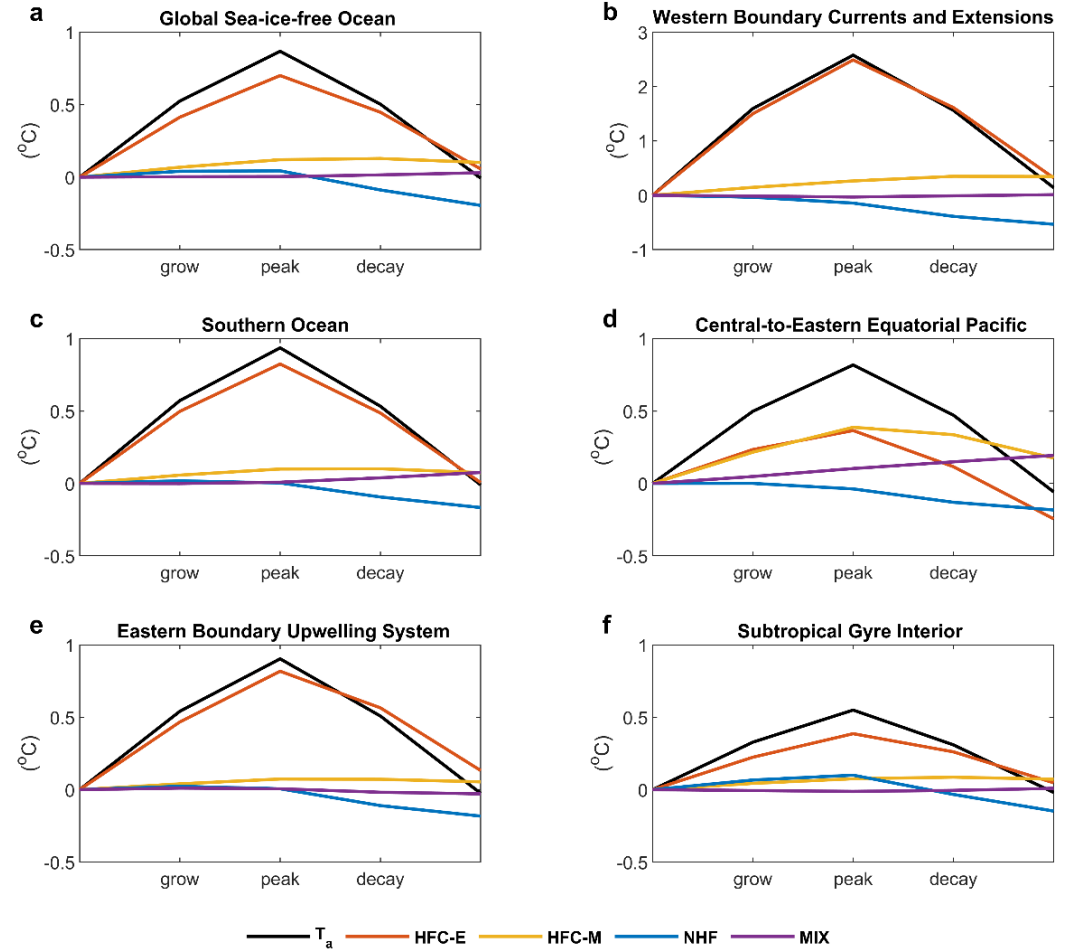 a
Global Sea-ice-free Ocean
1
0.5
0
-0.5
(°C)
grow peak decay
b
Western Boundary Currents and Extensions
3
2
1
0
-1
(°C)
grow peak decay
c
Southern Ocean
1
0.5
0
-0.5
(°C)
grow peak decay
d
Central-to-Eastern Equatorial Pacific
1
0.5
0
-0.5
(°C)
grow peak decay
e
Eastern Boundary Upwelling System
1
0.5
0
-0.5
(°C)
grow peak decay
f
Subtropical Gyre Interior
1
0.5
0
-0.5
(°C)
grow peak decay
Ta HFC-E HFC-M NHF MIX